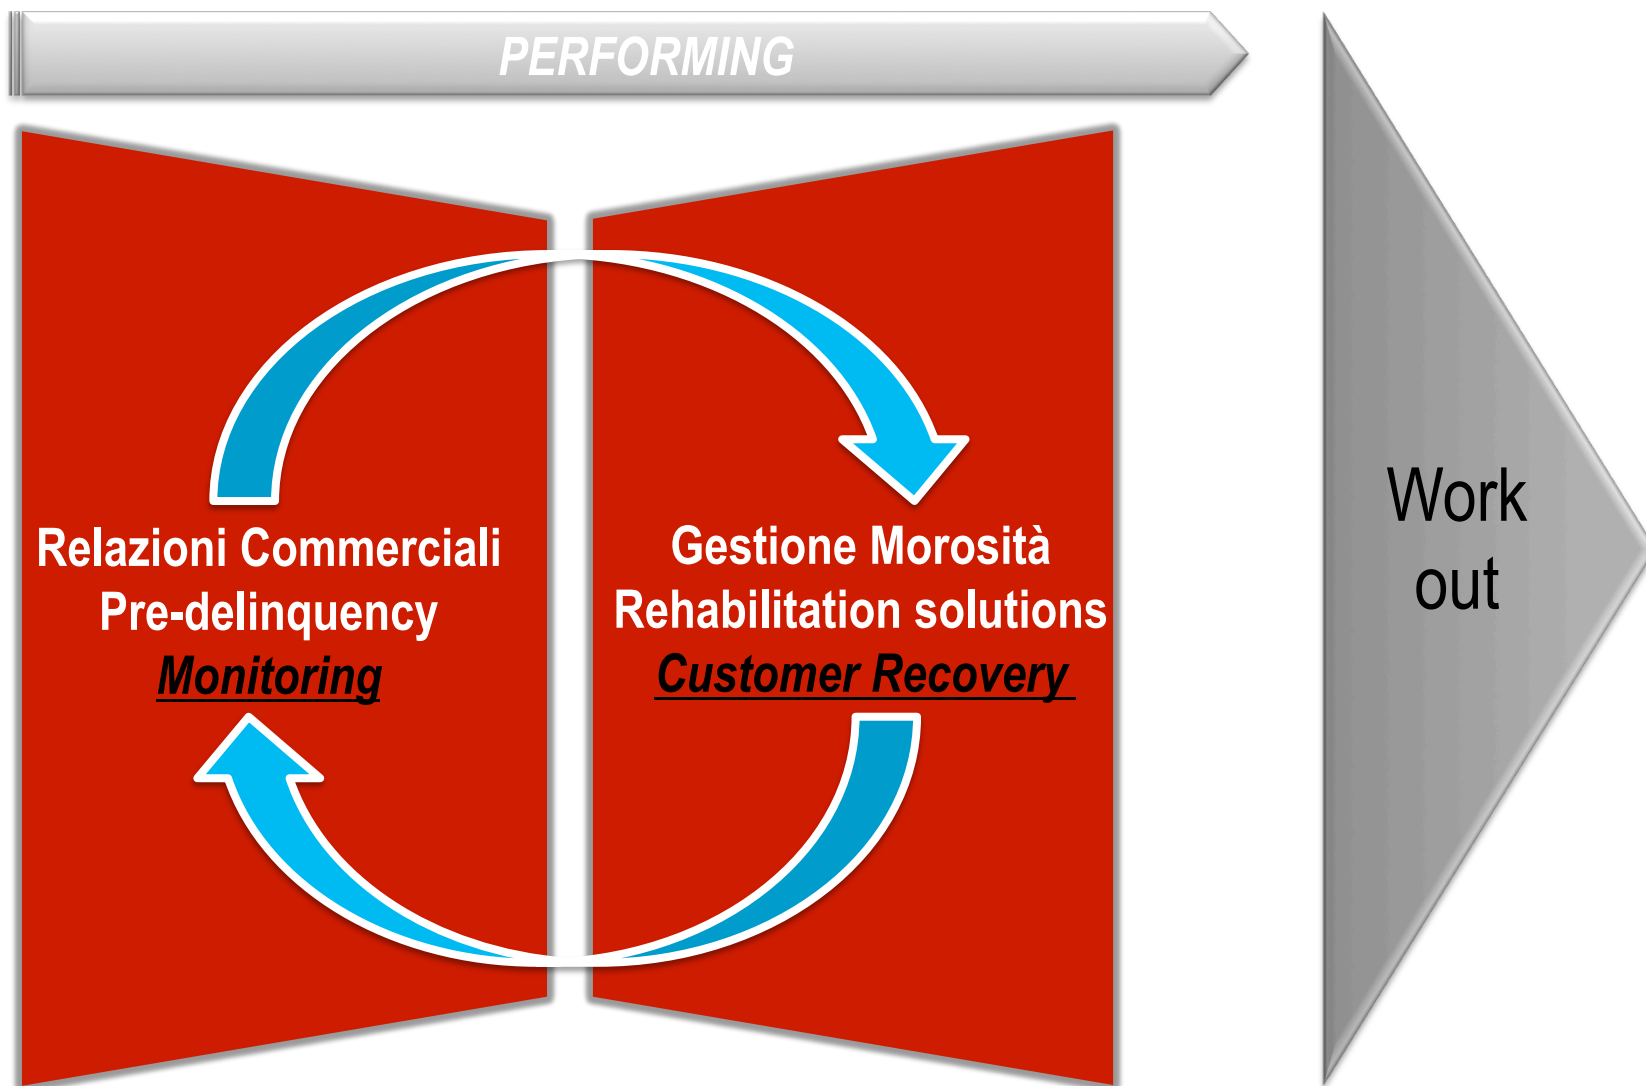 PERFORMING
Relazioni Commerciali
Pre-delinquency
Monitoring
Gestione Morosità
Rehabilitation solutions
Customer Recovery
Work
out